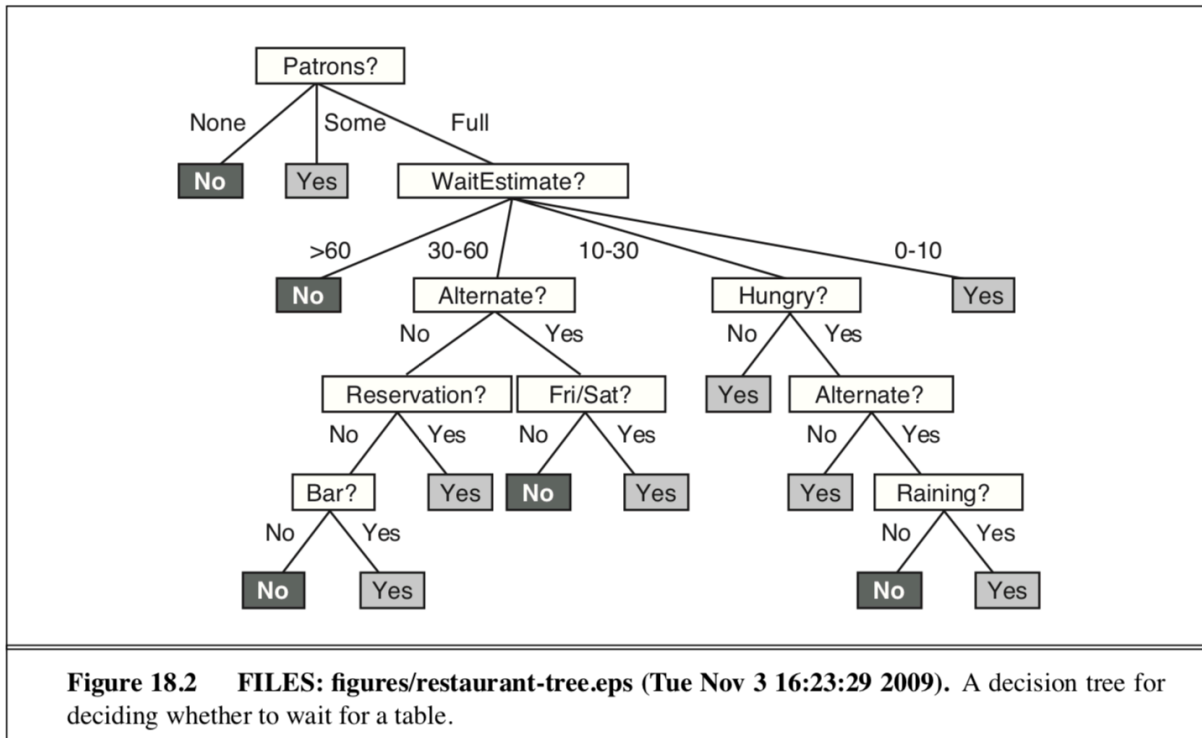 Patrons?
None Some Full
No Yes WaitEstimate?
>60 30-60 10-30 0-10
No Alternate? Hungry? Yes
No Yes No Yes
Reservation? Fri/Sat? Yes Alternate?
No Yes No Yes No Yes
Bar? Yes No Yes Yes Raining?
No Yes No Yes
No Yes No Yes
Figure 18.2 FILES: figures/restaurant-tree.eps (Tue Nov 3 16:23:29 2009). A decision tree for
deciding whether to wait for a table.